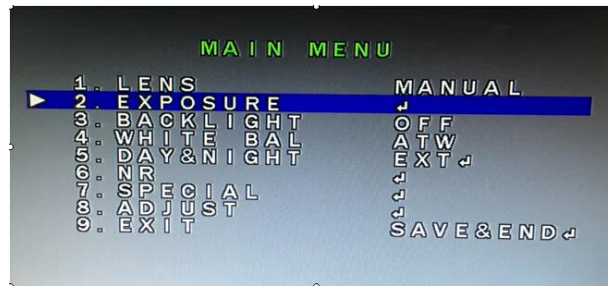 MAIN MENU
1. LENS MANUAL
2. EXPOSURE ↲
3. BACKLIGHT OFF
4. WHITE BAL ATW
5. DAY&NIGHT EXT↲
6. NR ↲
7. SPECIAL ↲
8. ADJUST ↲
9. EXIT SAVE&END↲